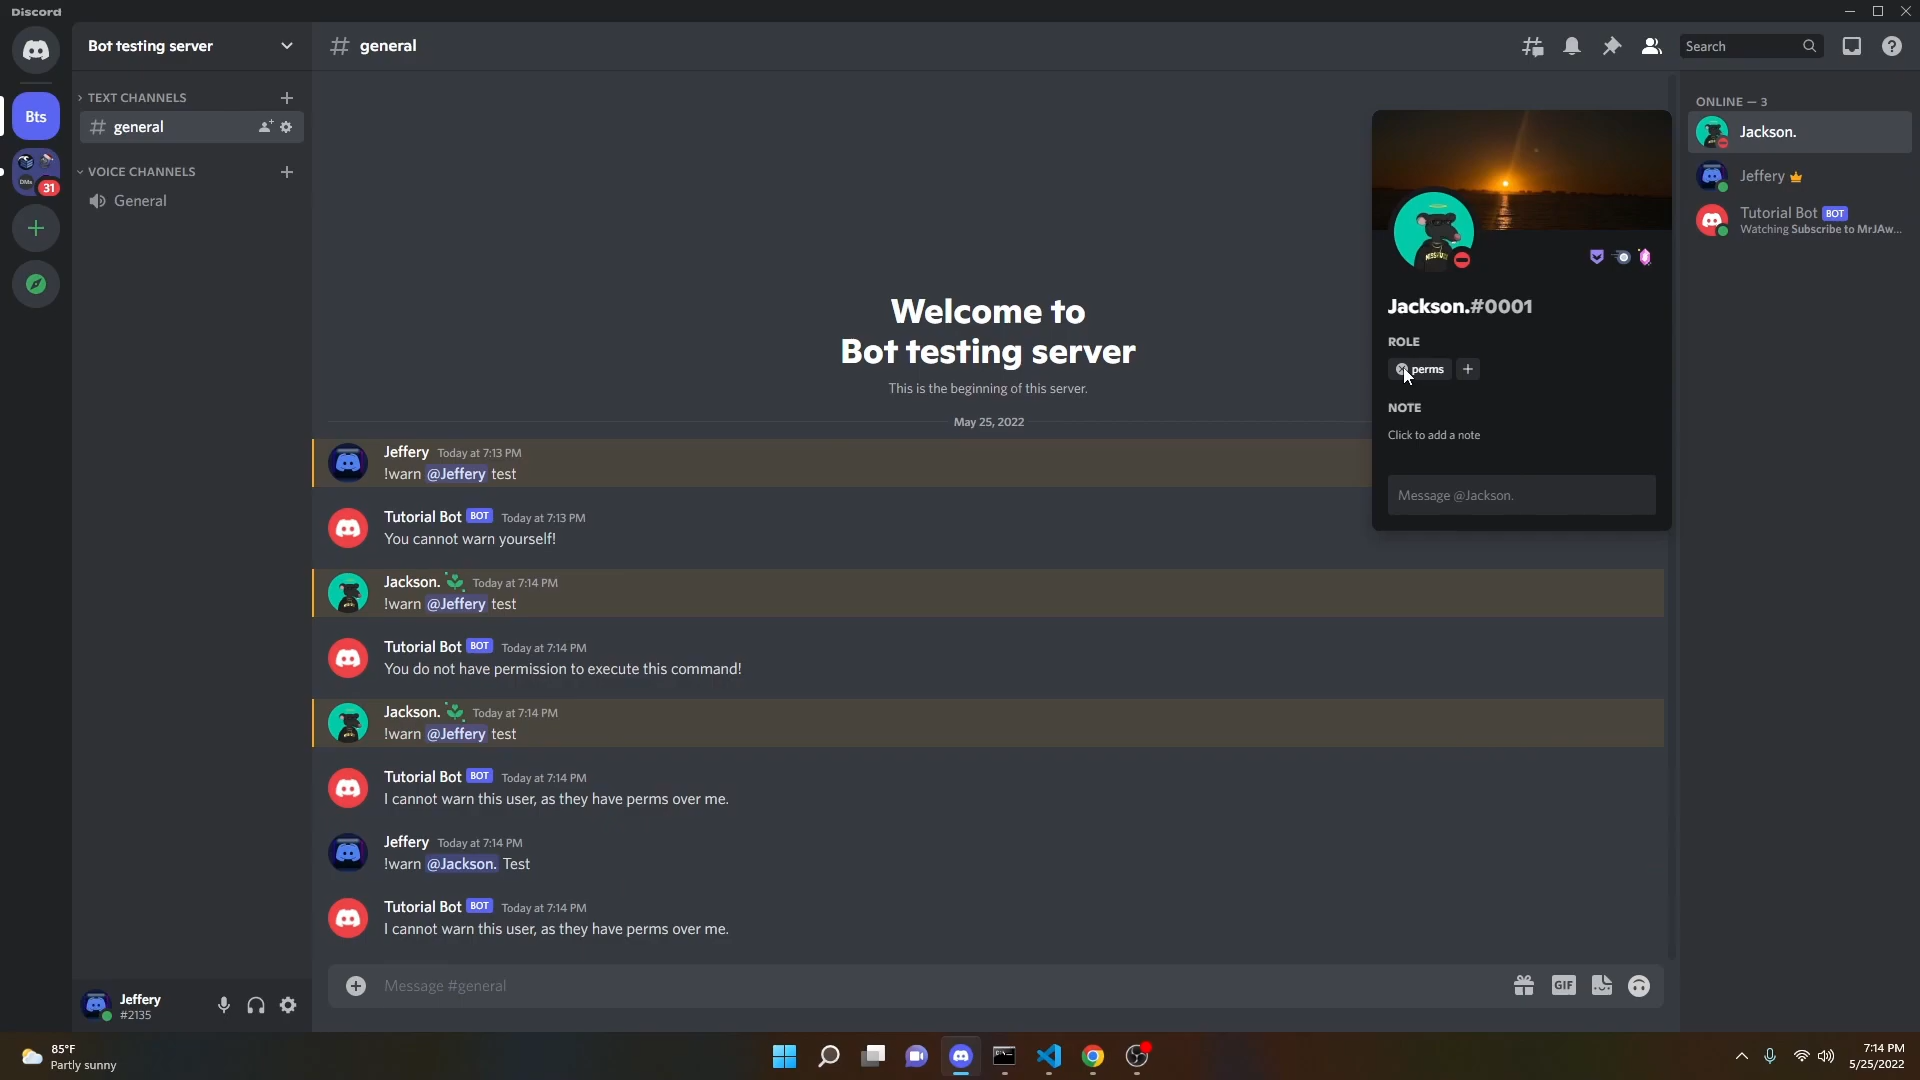 Discord
Bot testing server
general
Search
TEXT CHANNELS
general
VOICE CHANNELS
General
Bts
31
ONLINE — 3
Jackson.
Jeffery
Tutorial Bot BOT
Watching Subscribe to MrJAw...
Jackson.#0001
ROLE
perms
NOTE
Click to add a note
Message @Jackson.
Welcome to
Bot testing server
This is the beginning of this server.
May 25, 2022
Jeffery Today at 7:13 PM
!warn @Jeffery test
Tutorial Bot BOT Today at 7:13 PM
You cannot warn yourself!
Jackson. Today at 7:14 PM
!warn @Jeffery test
Tutorial Bot BOT Today at 7:14 PM
You do not have permission to execute this command!
Jackson. Today at 7:14 PM
!warn @Jeffery test
Tutorial Bot BOT Today at 7:14 PM
I cannot warn this user, as they have perms over me.
Jeffery Today at 7:14 PM
!warn @Jackson. Test
Tutorial Bot BOT Today at 7:14 PM
I cannot warn this user, as they have perms over me.
Message #general
GIF
Jeffery
#2135
85°F
Partly sunny
7:14 PM
5/25/2022